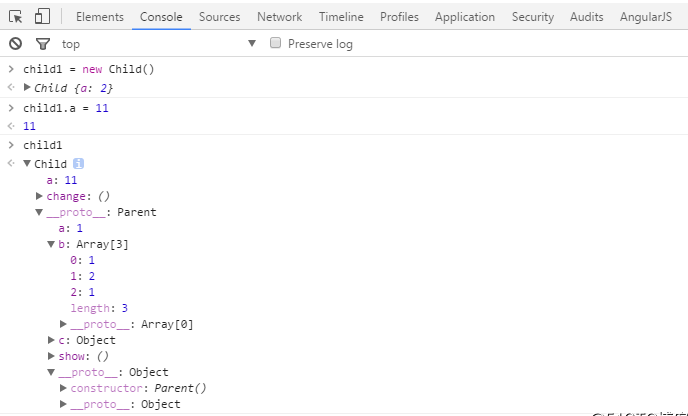 Elements Console Sources Network Timeline Profiles Application Security Audits AngularJS
top Preserve log
child1 = new Child()
Child {a: 2}
child1.a = 11
11
child1
Child i
a: 11
change: ()
__proto__: Parent
a: 1
b: Array[3]
0: 1
1: 2
2: 1
length: 3
__proto__: Array[0]
c: Object
show: ()
__proto__: Object
constructor: Parent()
__proto__: Object